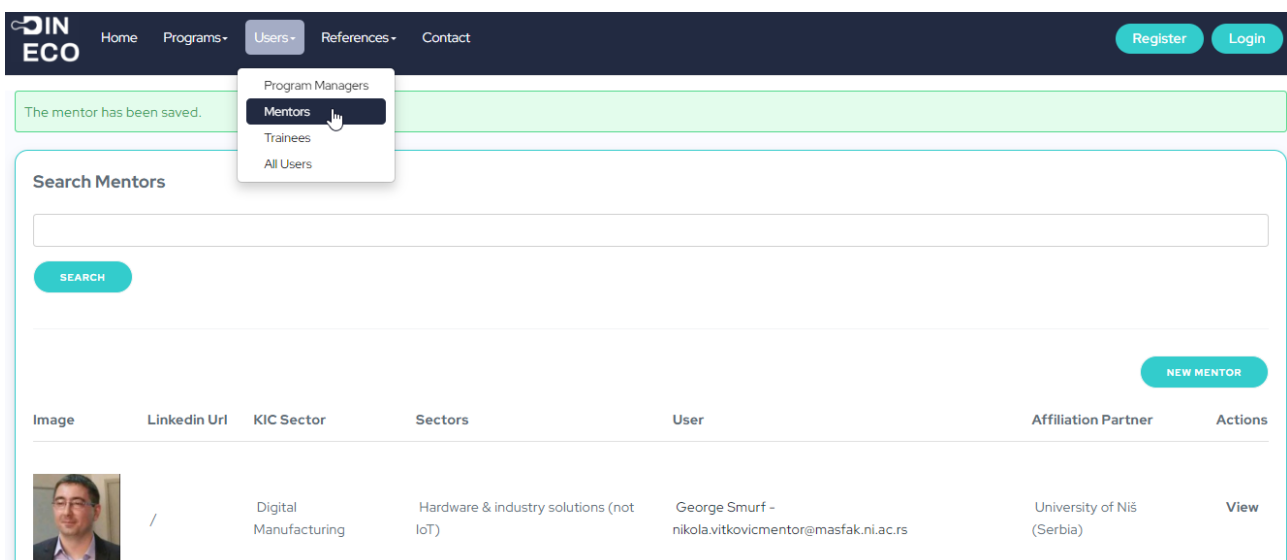 DIN
ECO
Home Programs Users References Contact
Register Login
Program Managers
Mentors
Trainees
All Users
The mentor has been saved.
Search Mentors
SEARCH
NEW MENTOR
Image Linkedin Url KIC Sector Sectors User Affiliation Partner Actions
/ Digital Hardware & industry solutions (not George Smurf - University of Niš View
Manufacturing IoT) nikola.vitkovicmentor@masfak.ni.ac.rs (Serbia)